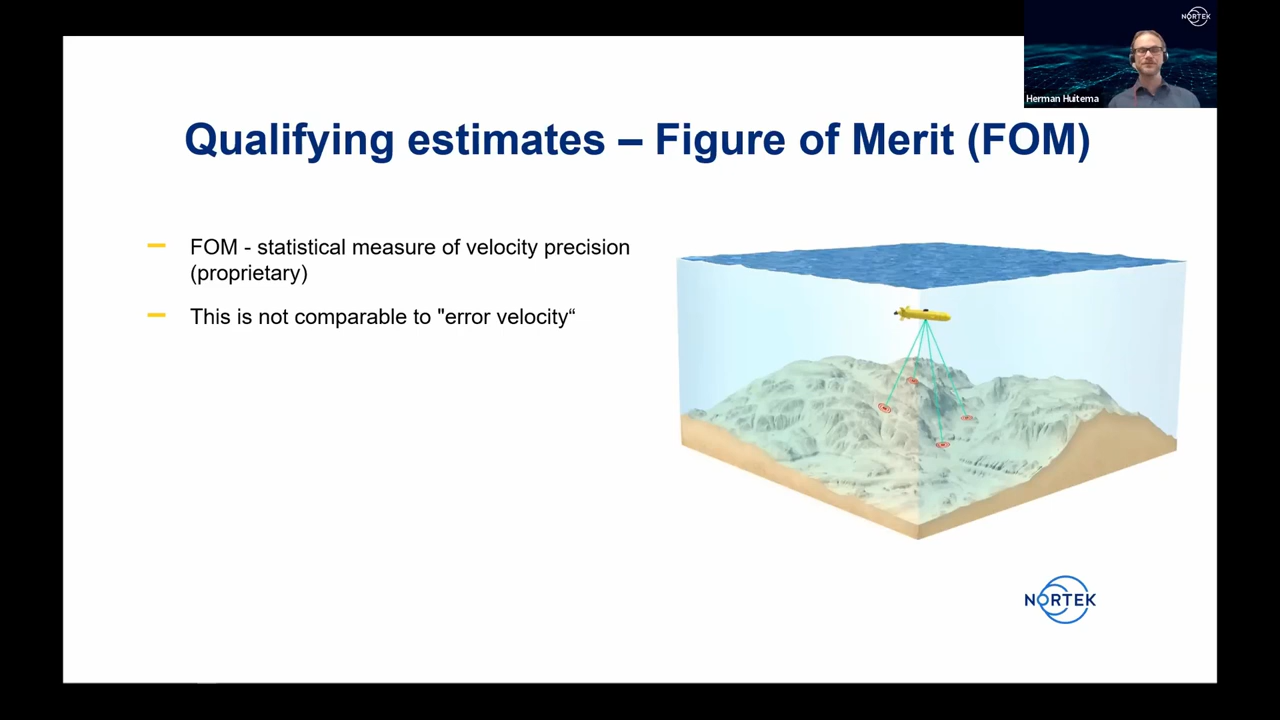 NORTEK
Herman Huitema
Qualifying estimates – Figure of Merit (FOM)
FOM - statistical measure of velocity precision
(proprietary)
This is not comparable to "error velocity“
NORTEK